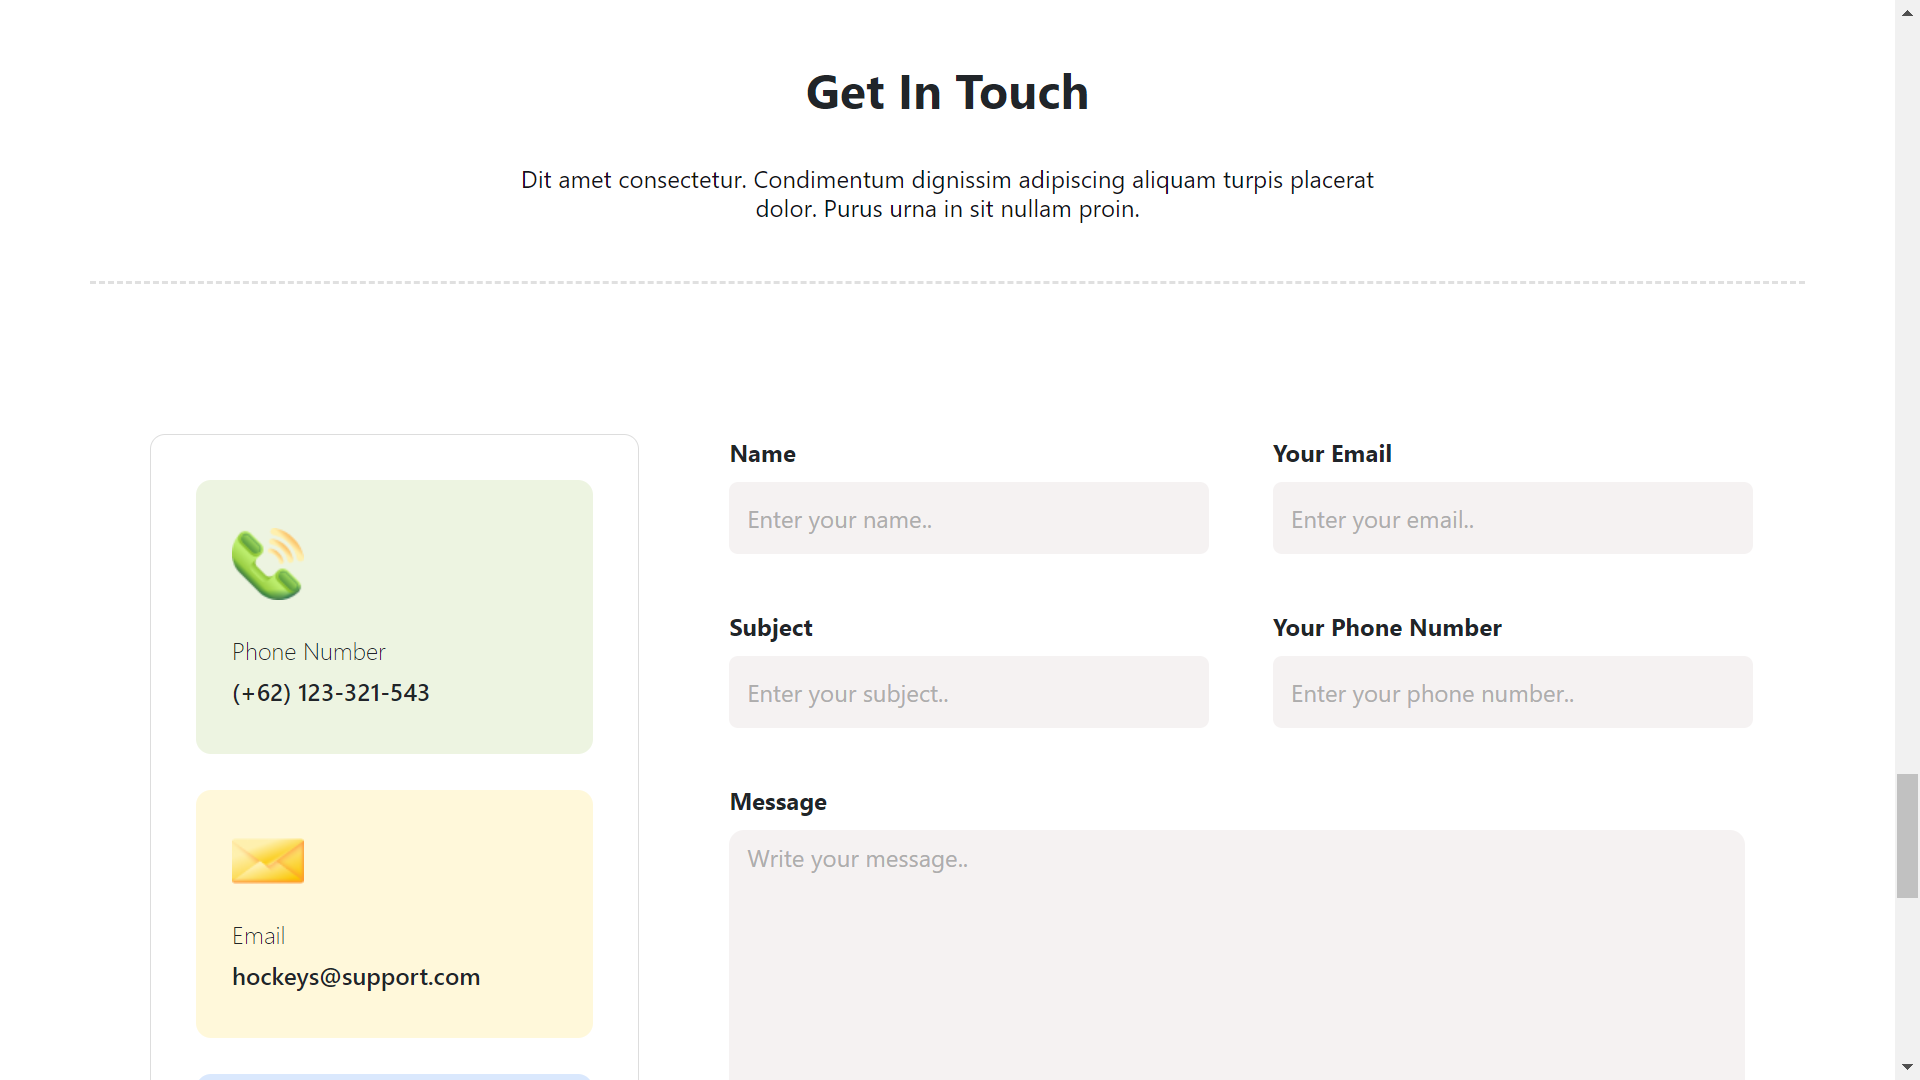 Get In Touch
Dit amet consectetur. Condimentum dignissim adipiscing aliquam turpis placerat
dolor. Purus urna in sit nullam proin.
Phone Number
(+62) 123-321-543
Email
hockeys@support.com
Name
Enter your name..
Your Email
Enter your email..
Subject
Enter your subject..
Your Phone Number
Enter your phone number..
Message
Write your message..